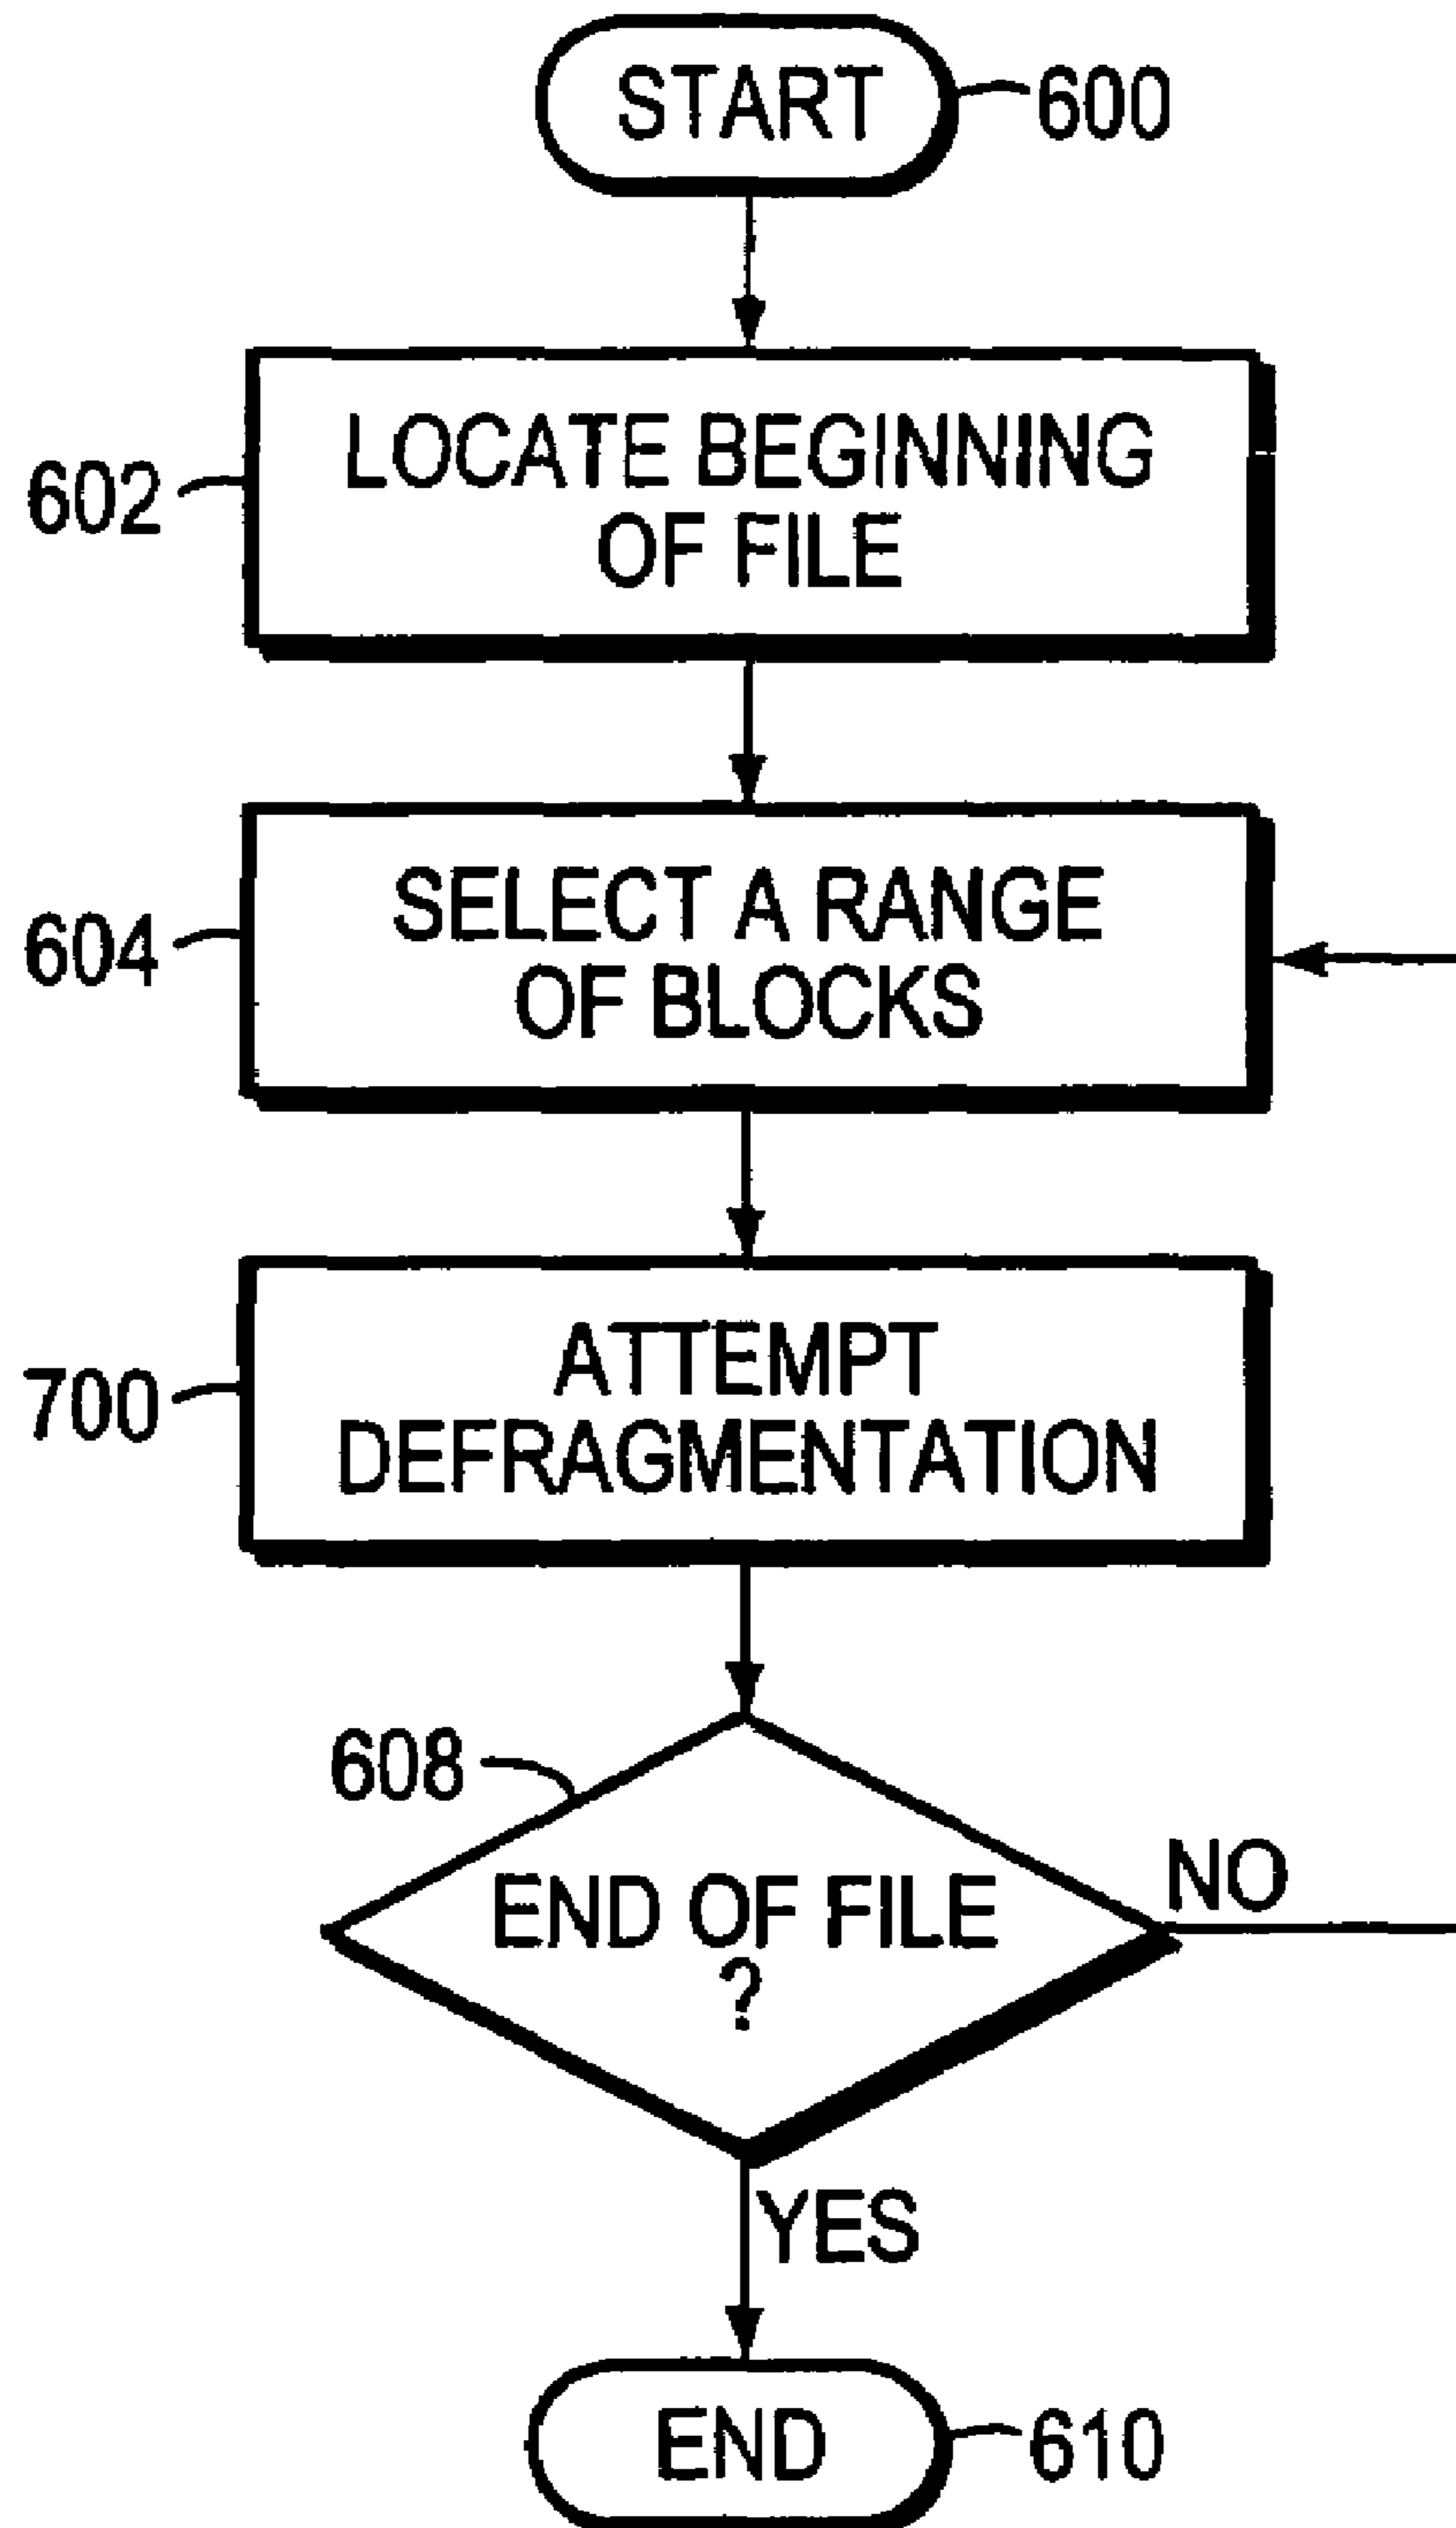 START
600
LOCATE BEGINNING
OF FILE
602
SELECT A RANGE
OF BLOCKS
604
ATTEMPT
DEFRAGMENTATION
700
608
END OF FILE
?
NO
YES
END
610